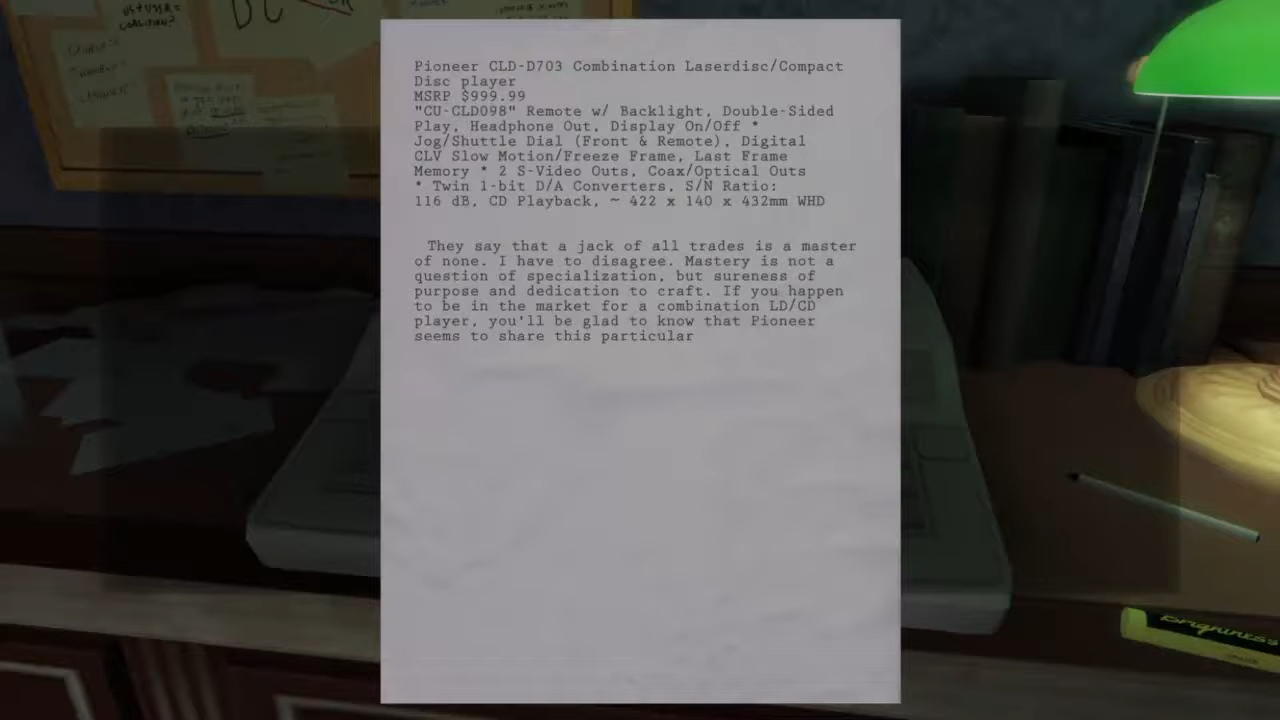 COALITION?
Pioneer CLD-D703 Combination Laserdisc/Compact
Disc player
MSRP $999.99
"CU-CLD098" Remote w/ Backlight, Double-Sided
Play, Headphone Out, Display On/Off *
Jog/Shuttle Dial (Front & Remote), Digital
CLV Slow Motion/Freeze Frame, Last Frame
Memory * 2 S-Video Outs, Coax/Optical Outs
* Twin 1-bit D/A Converters, S/N Ratio:
116 dB, CD Playback, ~ 422 x 140 x 432mm WHD
They say that a jack of all trades is a master
of none. I have to disagree. Mastery is not a
question of specialization, but sureness of
purpose and dedication to craft. If you happen
to be in the market for a combination LD/CD
player, you'll be glad to know that Pioneer
seems to share this particular
Brightness